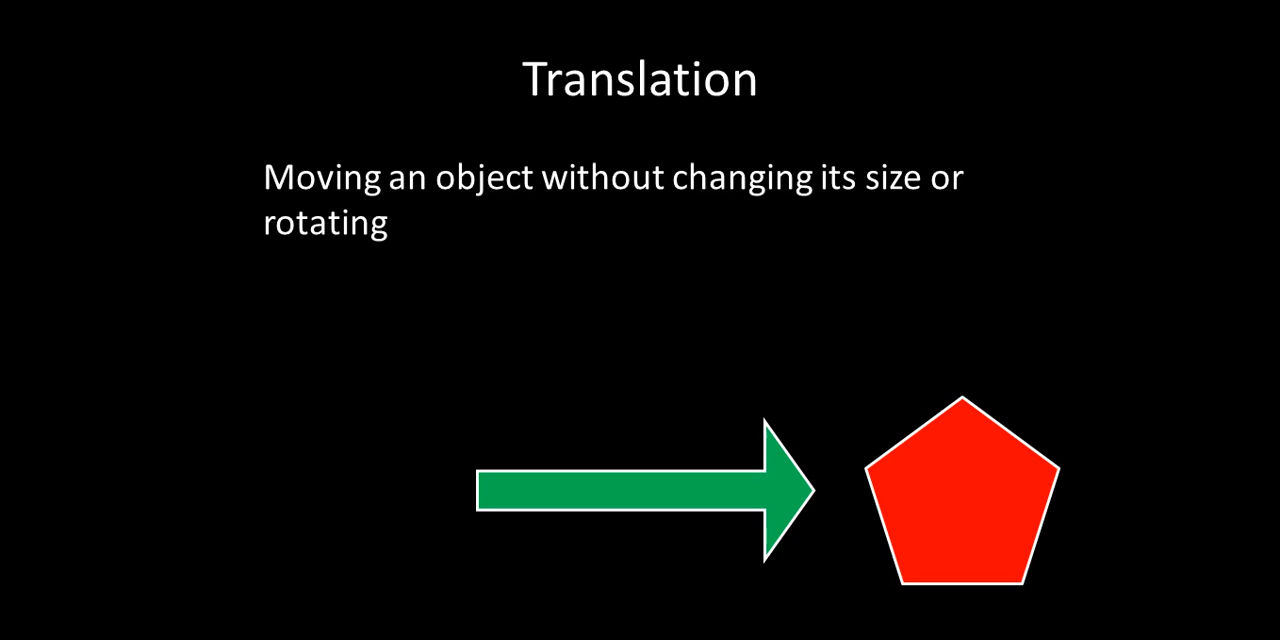 Translation
Moving an object without changing its size or
rotating